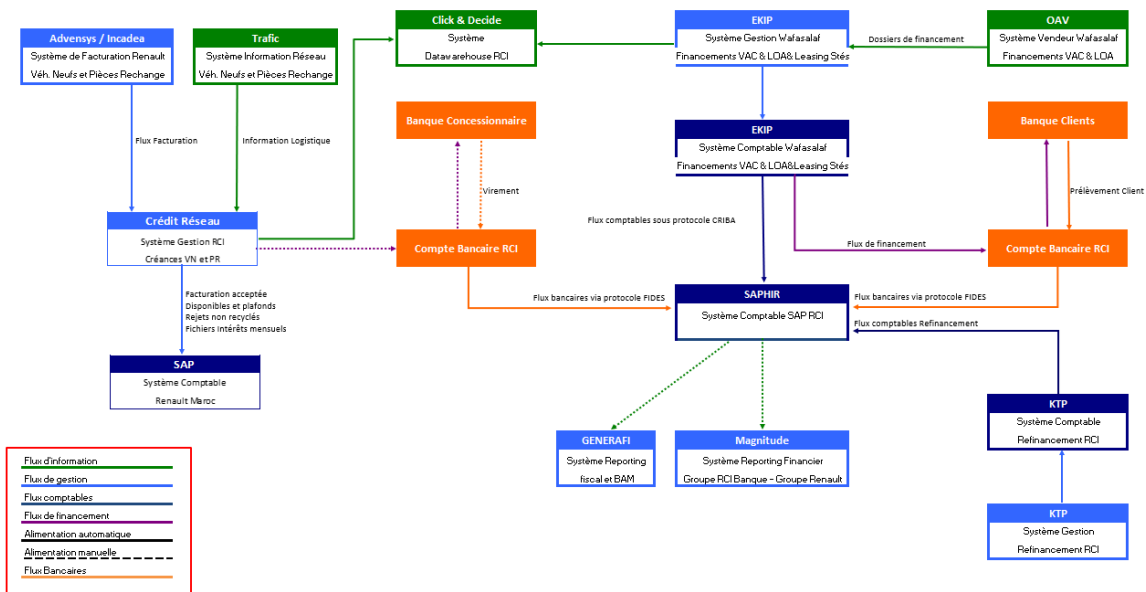 Advensys / Incadea
Système de Facturation Renault
Véh. Neufs et Pièces Rechange
Trafic
Système Information Réseau
Véh. Neufs et Pièces Rechange
Click & Decide
Système
Datawarehouse RCI
EKIP
Système Gestion Wafasalaf
Financements VAC & LOA&Leasing Stés
Dossiers de financement
OAV
Système Vendeur Wafasalaf
Financements VAC & LOA
Flux Facturation
Information Logistique
Banque Concessionnaire
Virement
EKIP
Système Comptable Wafasalaf
Financements VAC & LOA&Leasing Stés
Banque Clients
Prélèvement Client
Crédit Réseau
Système Gestion RCI
Créances VN et PR
Compte Bancaire RCI
Flux comptables sous protocole CRIBA
Flux de financement
Compte Bancaire RCI
Facturation acceptée
Disponibles et plafonds
Rejets non recyclés
Fichiers Intérêts mensuels
Flux bancaires via protocole FIDES
SAPHIR
Système Comptable SAP RCI
Flux bancaires via protocole FIDES
Flux comptables Refinancement
SAP
Système Comptable
Renault Maroc
KTP
Système Comptable
Refinancement RCI
GENERAFI
Système Reporting
fiscal et BAM
Magnitude
Système Reporting Financier
Groupe RCI Banque - Groupe Renault
KTP
Système Gestion
Refinancement RCI
Flux d'information
Flux de gestion
Flux comptables
Flux de financement
Alimentation automatique
Alimentation manuelle
Flux Bancaires